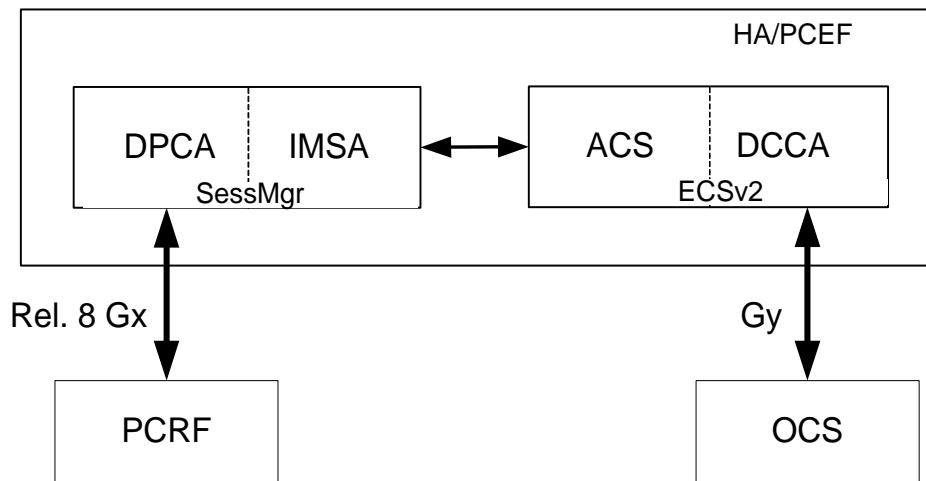 HA/PCEF
DPCA
IMSA
SessMgr
ACS
DCCA
ECSv2
Rel. 8 Gx
Gy
PCRF
OCS